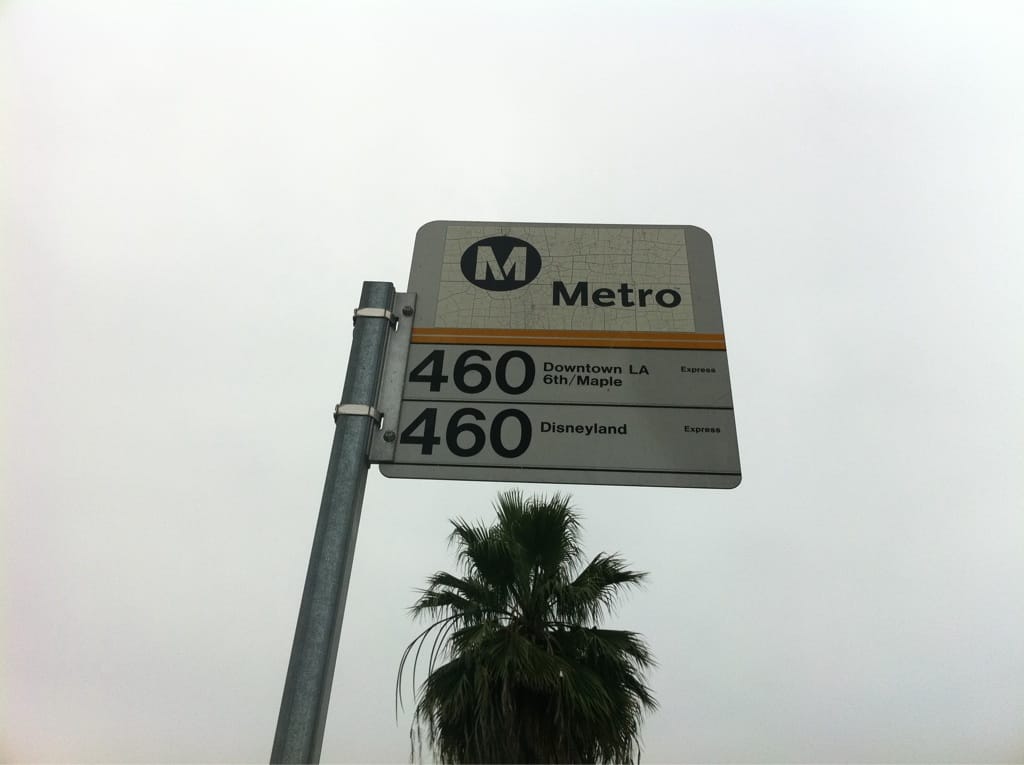 M
Metro
460 Downtown LA Express
6th/Maple
460 Disneyland Express